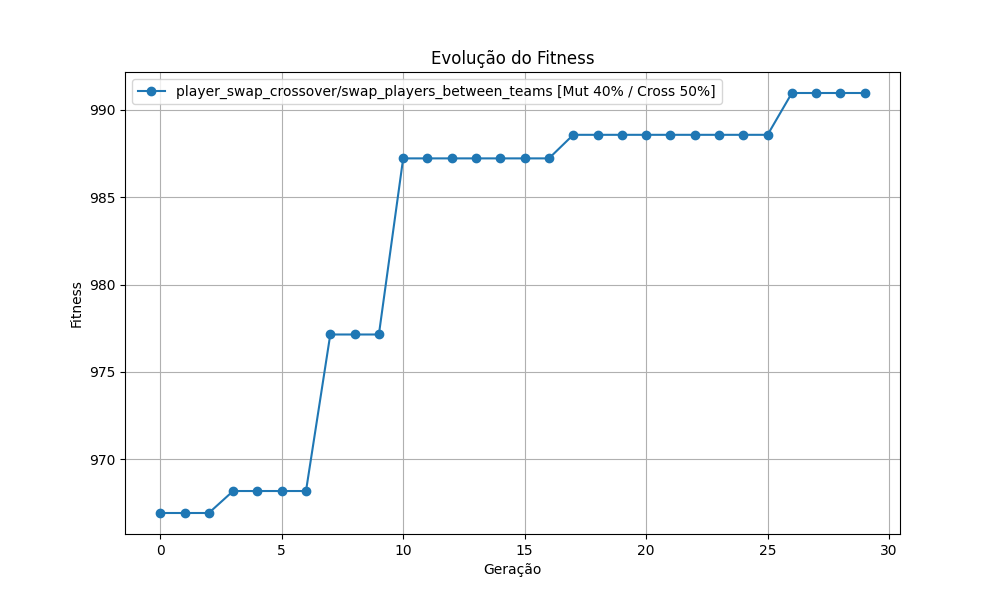 Evolução do Fitness
player_swap_crossover/swap_players_between_teams [Mut 40% / Cross 50%]
Fitness
990
985
980
975
970
0 5 10 15 20 25 30
Geração